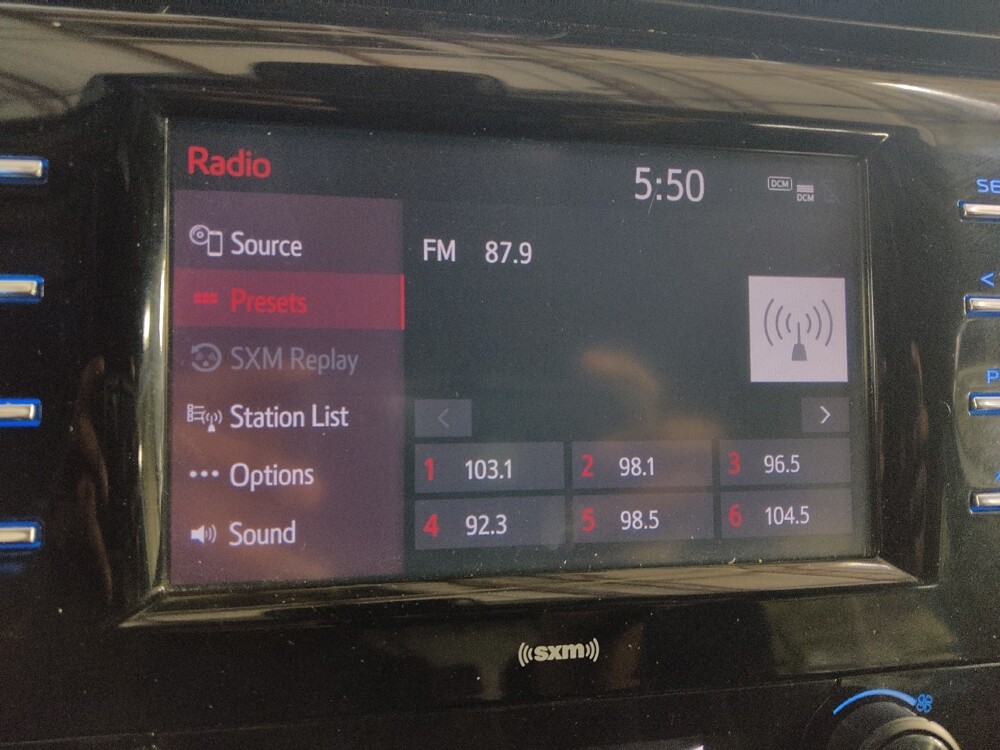 Radio
5:50
DCM
DCM
Source
FM 87.9
Presets
SXM Replay
Station List
Options
Sound
< >
1 103.1
2 98.1
3 96.5
4 92.3
5 98.5
6 104.5
SE
<
P
sxm